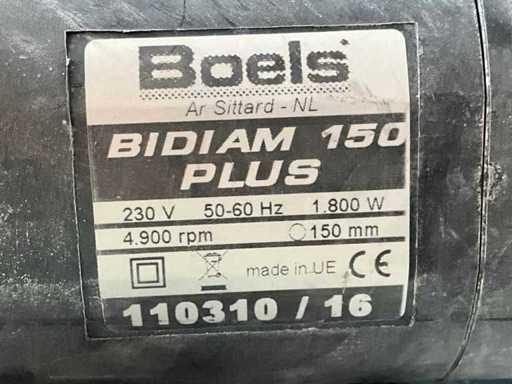 Boels
Ar Sittard - NL
BIDIAM 150
PLUS
230 V 50-60 Hz 1.800 W
4.900 rpm 150 mm
made in UE CE
110310 / 16